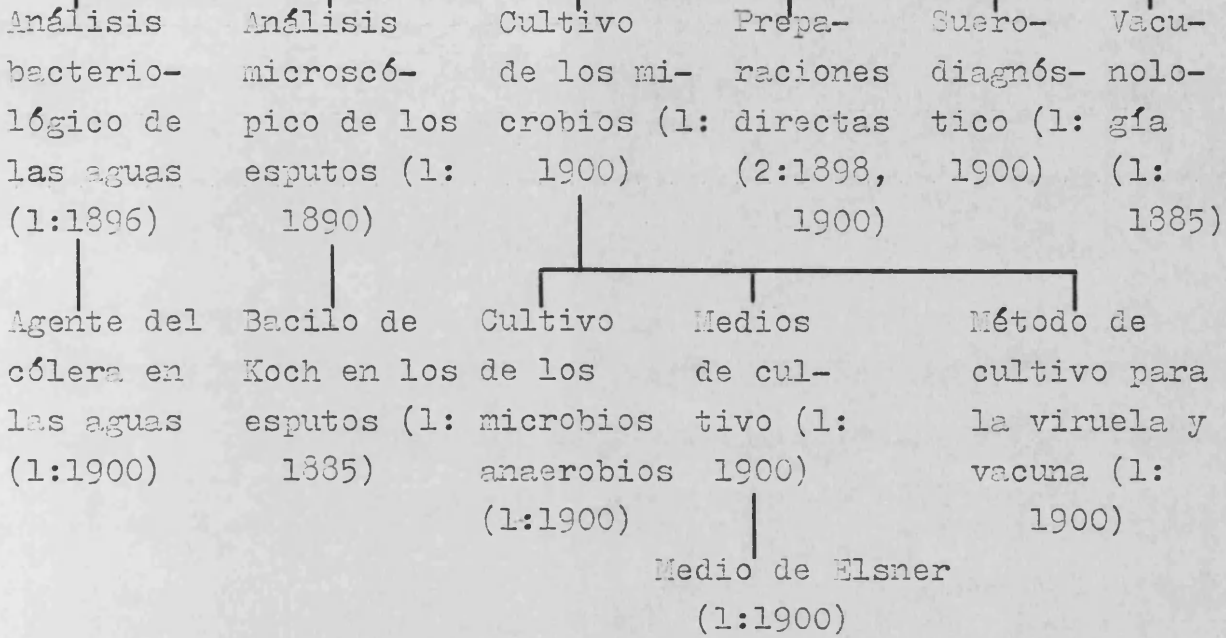 Análisis
bacterio-
lógico de
las aguas
(1:1896)
Análisis
microscó-
pico de los
esputos (1:
1890)
Cultivo
de los mi-
crobios (1:
1900)
Prepa-
raciones
directas
(2:1898,
1900)
Suero-
diagnós-
tico (1:
1900)
Vacu-
nolo-
gía
(1:
1885)
Agente del
cólera en
las aguas
(1:1900)
Bacilo de
Koch en los
esputos (1:
1885)
Cultivo
de los
microbios
anaerobios
(1:1900)
Medios
de cul-
tivo (1:
1900)
Método de
cultivo para
la viruela y
vacuna (1:
1900)
Medio de Elsner
(1:1900)